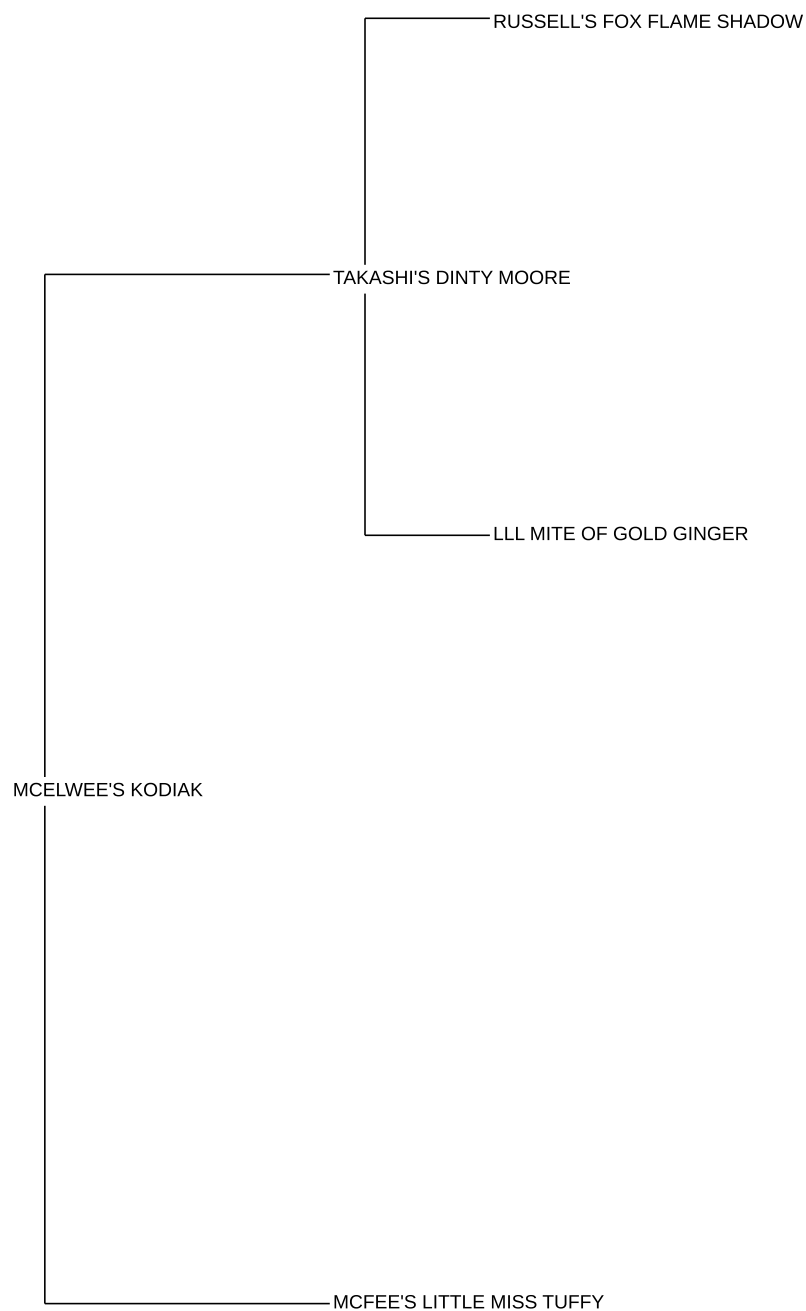 RUSSELL'S FOX FLAME SHADOW
TAKASHI'S DINTY MOORE
LLL MITE OF GOLD GINGER
MCELWEE'S KODIAK
MCFEE'S LITTLE MISS TUFFY